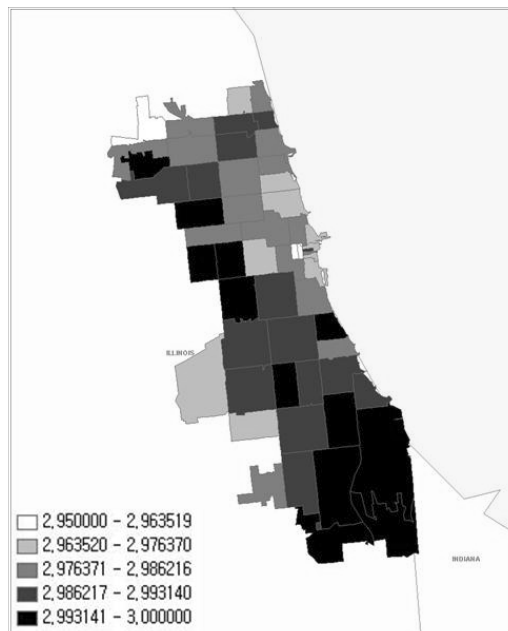 ILLINOIS
INDIANA
2,950000 - 2,963519
2,963520 - 2,976370
2,976371 - 2,986216
2,986217 - 2,993140
2,993141 - 3,000000